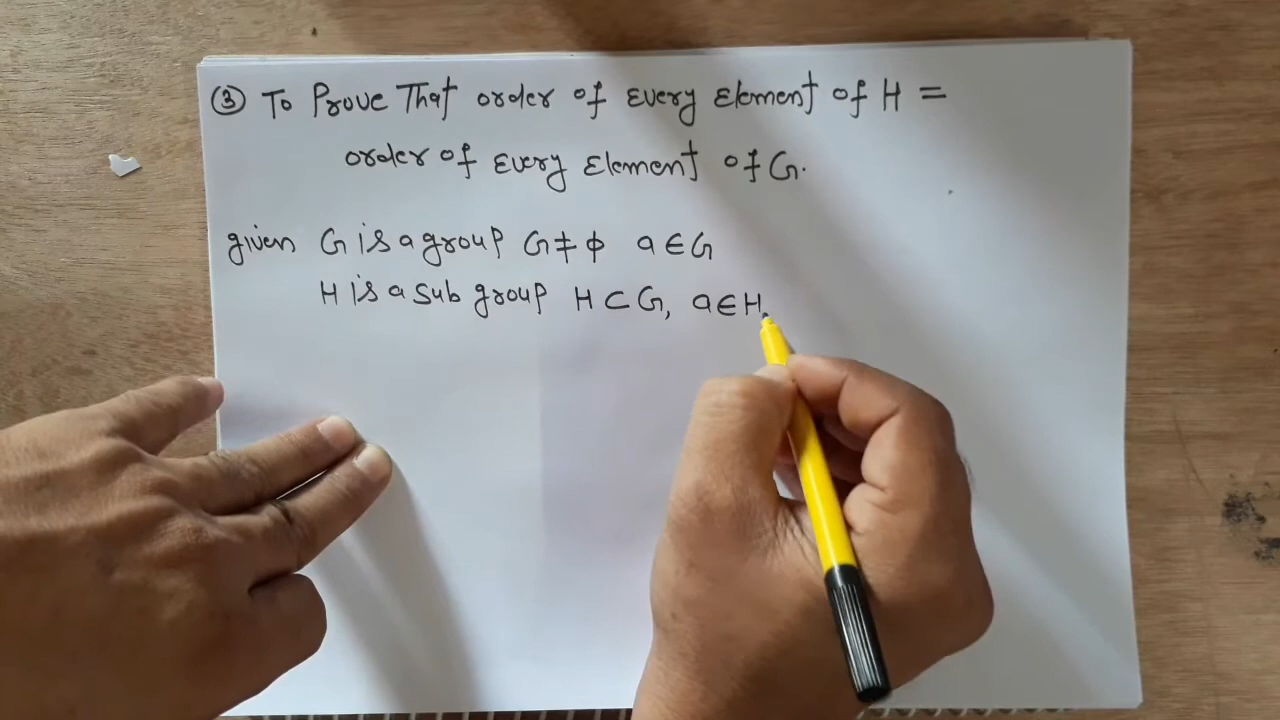 ③ To Prove That order of Every Element of H =
order of Every Element of G.
given G is a group G ≠ ϕ a ∈ G
H is a sub group H ⊂ G, a ∈ H.